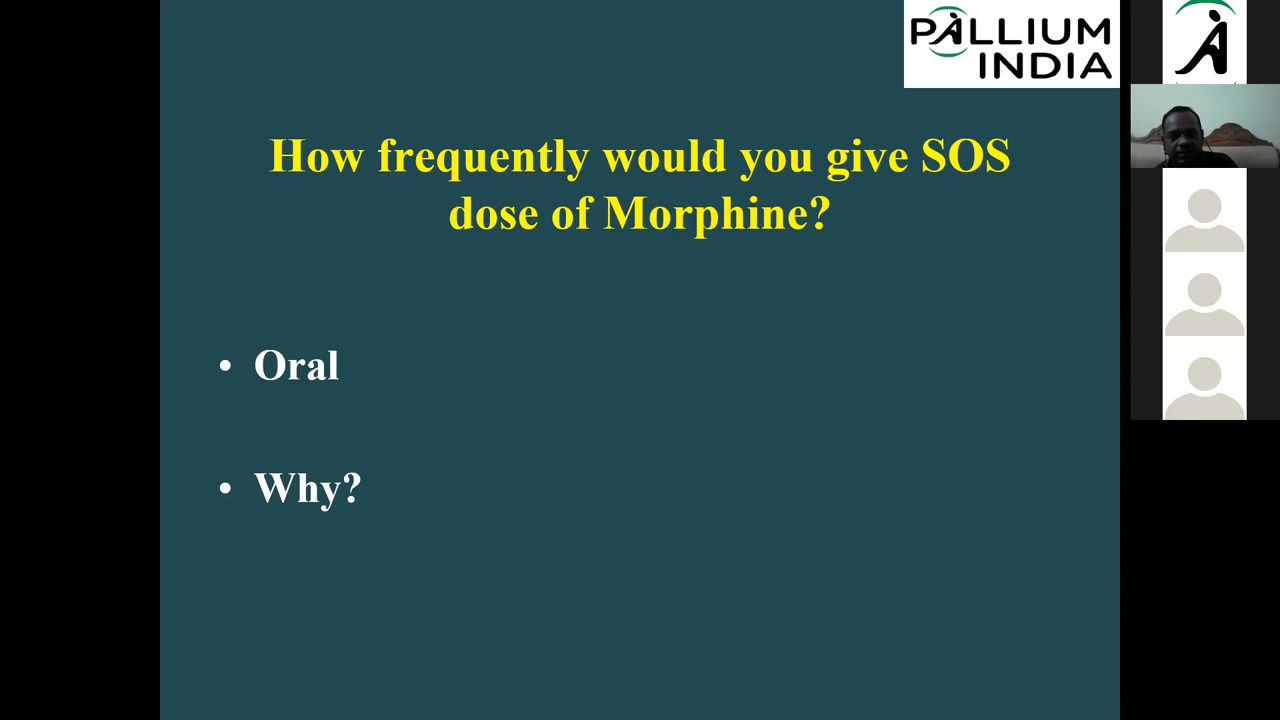 PALLIUM
INDIA
How frequently would you give SOS
dose of Morphine?
• Oral
• Why?